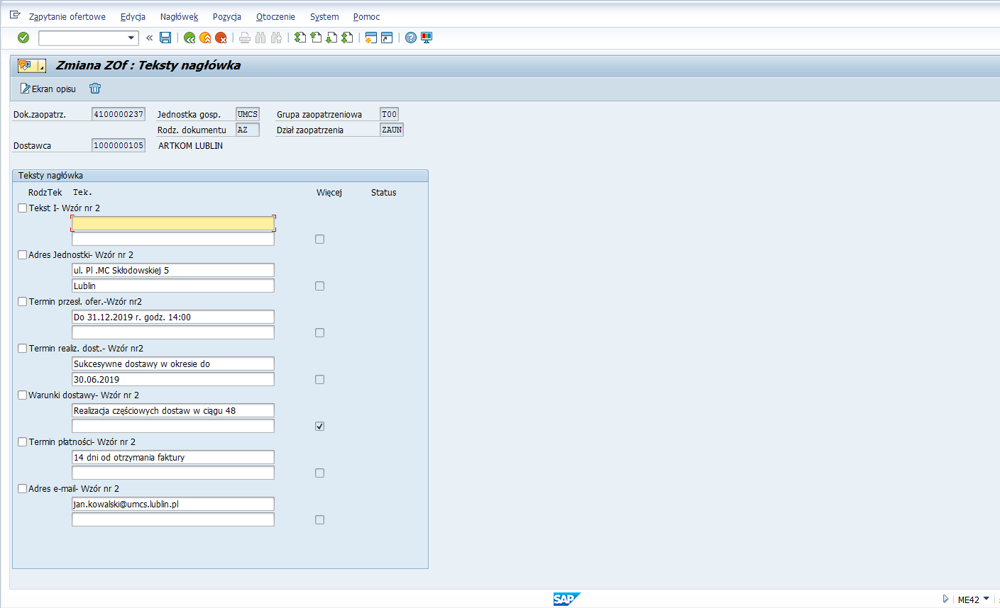 Zapytanie ofertowe Edycja Nagłówek Pozycja Otoczenie System Pomoc
Zmiana ZOf : Teksty nagłówka
Ekran opisu
Dok.zaopatrz. 4100000237 Jednostka gosp. UMCS Grupa zaopatrzeniowa T00
Rodz. dokumentu AZ Dział zaopatrzenia ZAUN
Dostawca 1000000105 ARTKOM LUBLIN
Teksty nagłówka
RodzTek Tek. Więcej Status
Tekst I- Wzór nr 2
Adres Jednostki- Wzór nr 2
ul. Pl .MC Skłodowskiej 5
Lublin
Termin przesł. ofer.-Wzór nr2
Do 31.12.2019 r. godz. 14:00
Termin realiz. dost.- Wzór nr2
Sukcesywne dostawy w okresie do
30.06.2019
Warunki dostawy- Wzór nr 2
Realizacja częściowych dostaw w ciągu 48
Termin płatności- Wzór nr 2
14 dni od otrzymania faktury
Adres e-mail- Wzór nr 2
jan.kowalski@umcs.lublin.pl
SAP ME42